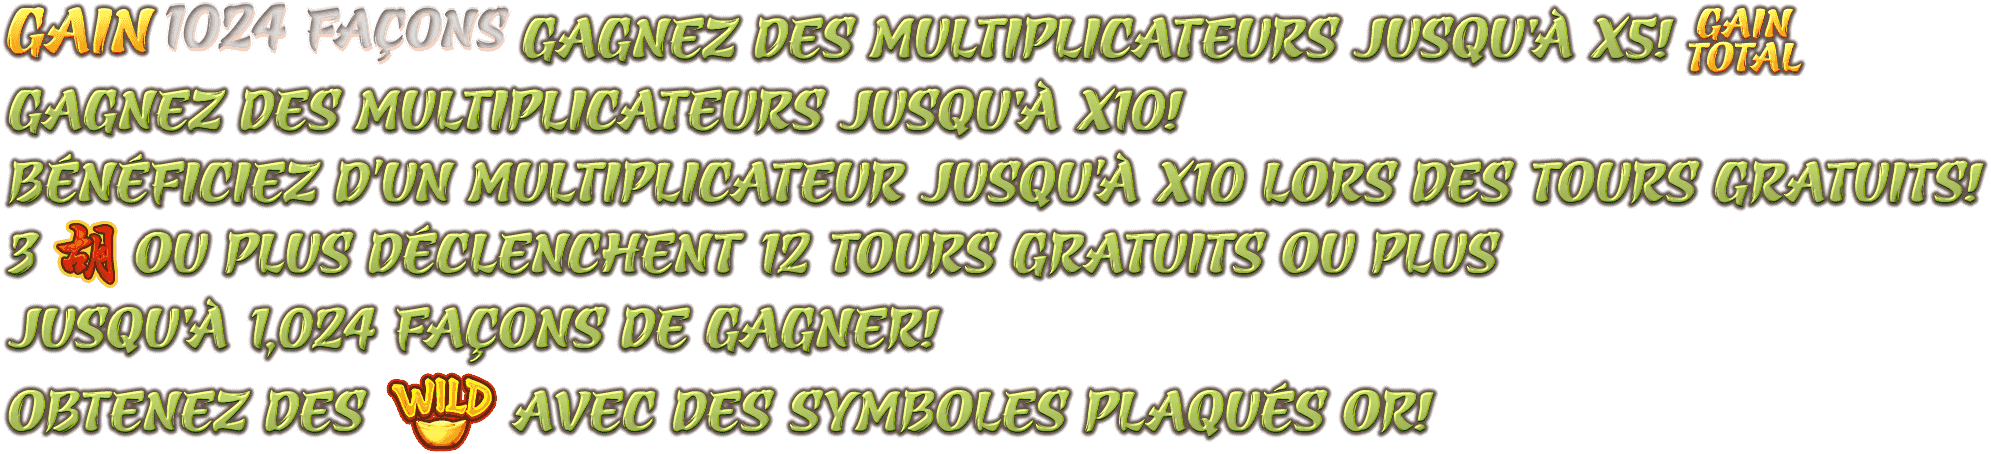 GAIN 1024 FAÇONS GAGNEZ DES MULTIPLICATEURS JUSQU'À X5! GAIN TOTAL
GAGNEZ DES MULTIPLICATEURS JUSQU'À X10!
BÉNÉFICIEZ D'UN MULTIPLICATEUR JUSQU'À X10 LORS DES TOURS GRATUITS!
3 胡 OU PLUS DÉCLENCHENT 12 TOURS GRATUITS OU PLUS
JUSQU'À 1,024 FAÇONS DE GAGNER!
OBTENEZ DES WILD AVEC DES SYMBOLES PLAQUÉS OR!